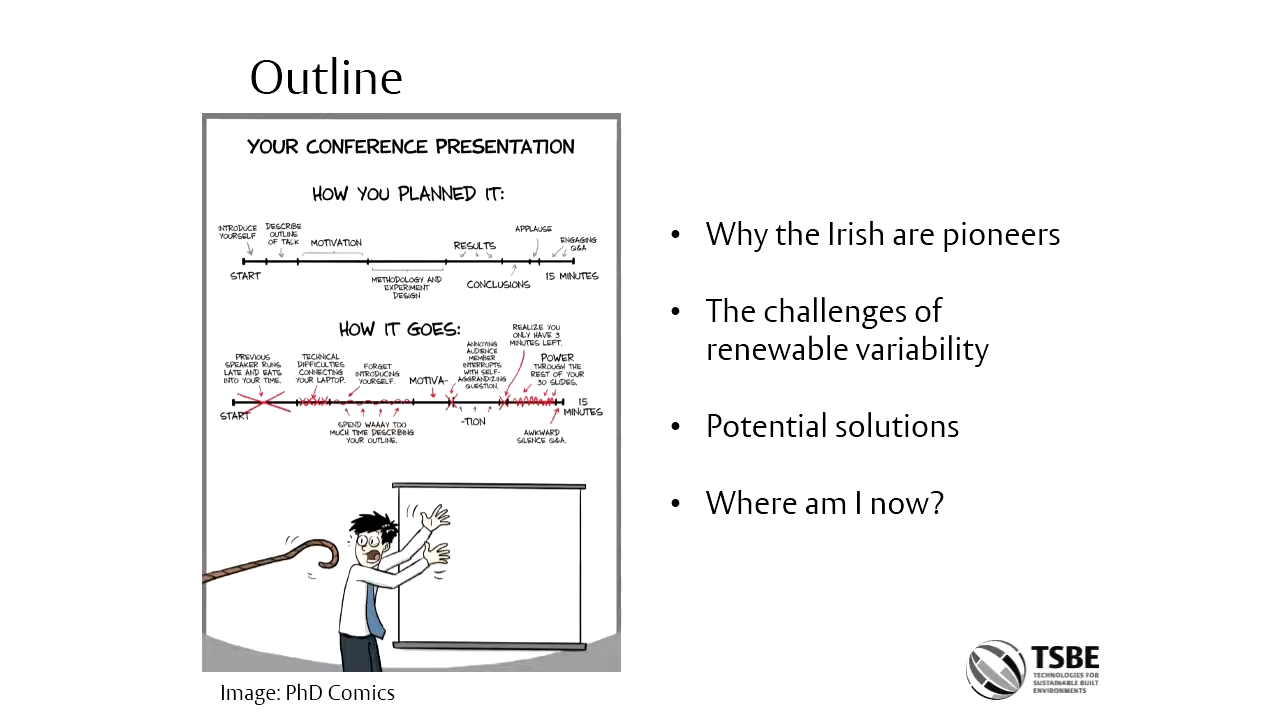 Outline
YOUR CONFERENCE PRESENTATION
HOW YOU PLANNED IT:
INTRODUCE
YOURSELF
DESCRIBE
OUTLINE
OF TALK
MOTIVATION
METHODOLOGY AND
EXPERIMENT
DESIGN
RESULTS
CONCLUSIONS
APPLAUSE
ENGAGING
Q&A
START
15 MINUTES
HOW IT GOES:
PREVIOUS
SPEAKER RUNS
LATE AND EATS
INTO YOUR TIME.
TECHNICAL
DIFFICULTIES
CONNECTING
YOUR LAPTOP.
FORGET
INTRODUCING
YOURSELF.
SPEND WAAAY TOO
MUCH TIME DESCRIBING
YOUR OUTLINE.
MOTIVA-
ANNOYING
AUDIENCE
MEMBER
INTERRUPTS
WITH SELF-
AGGRANDIZING
QUESTION.
-TION
REALIZE YOU
ONLY HAVE 3
MINUTES LEFT.
POWER
THROUGH THE
REST OF YOUR
30 SLIDES.
AWKWARD
SILENCE Q&A.
START
15
MINUTES
Image: PhD Comics
• Why the Irish are pioneers
• The challenges of
renewable variability
• Potential solutions
• Where am I now?
TSBE
TECHNOLOGIES FOR
SUSTAINABLE BUILT
ENVIRONMENTS